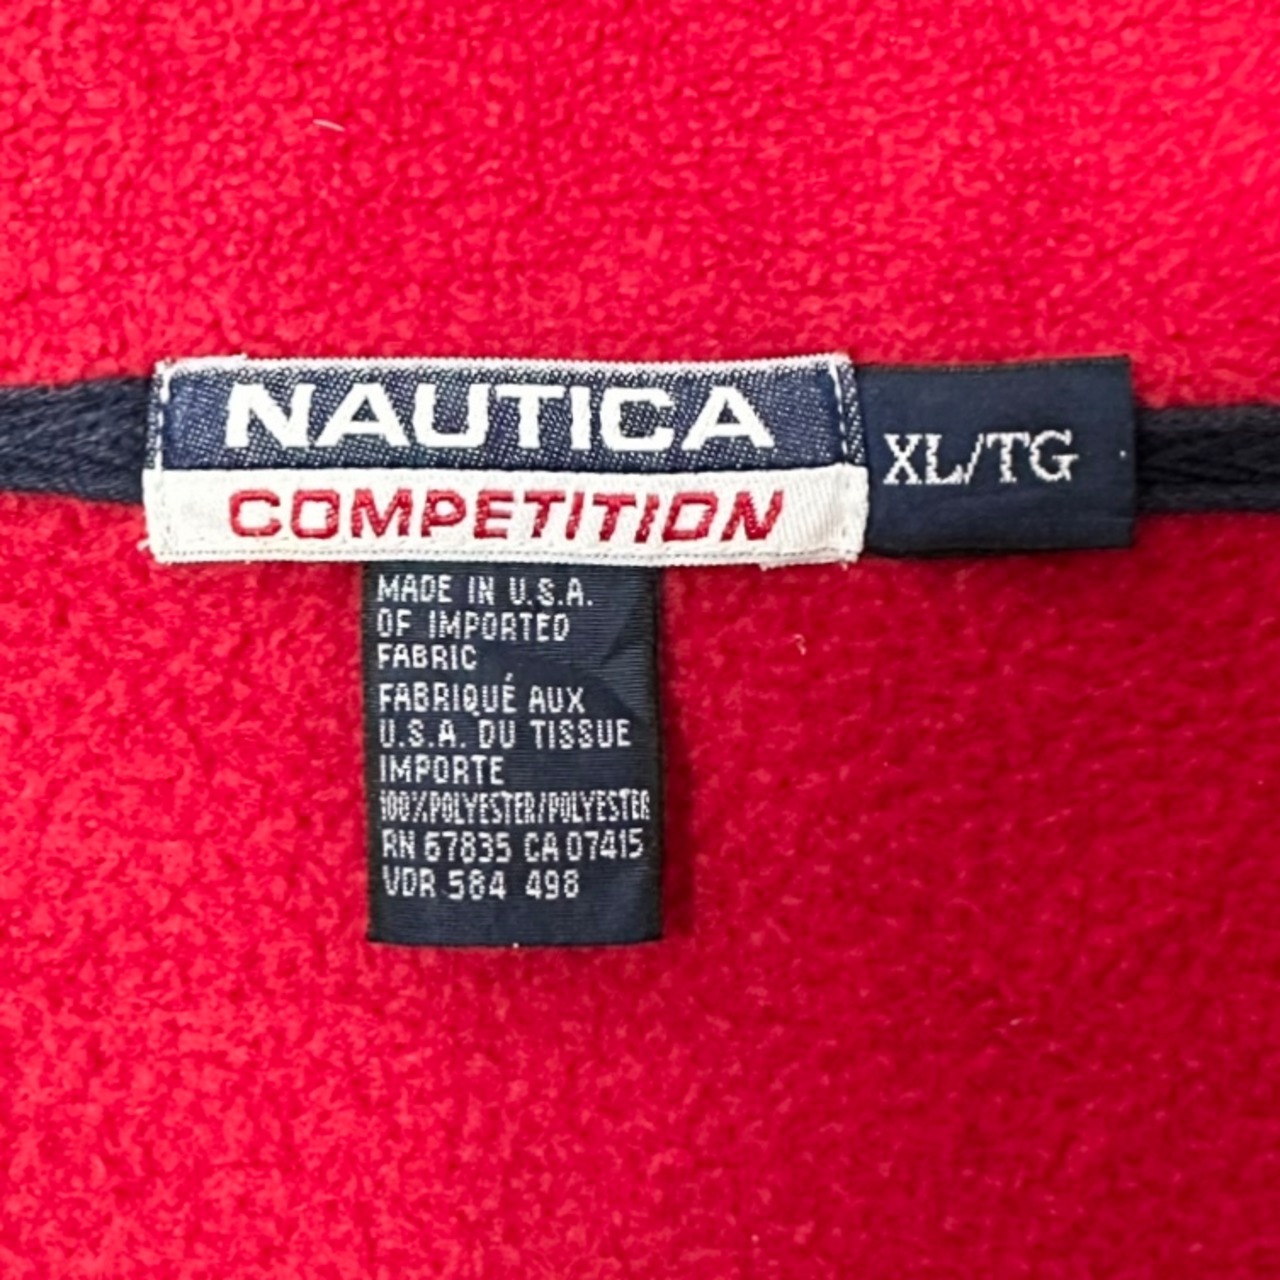 NAUTICA
COMPETITION
XL/TG
MADE IN U.S.A.
OF IMPORTED
FABRIC
FABRIQUÉ AUX
U.S.A. DU TISSUE
IMPORTE
100%POLYESTER/POLYESTER
RN 67835 CA 07415
VDR 584 498